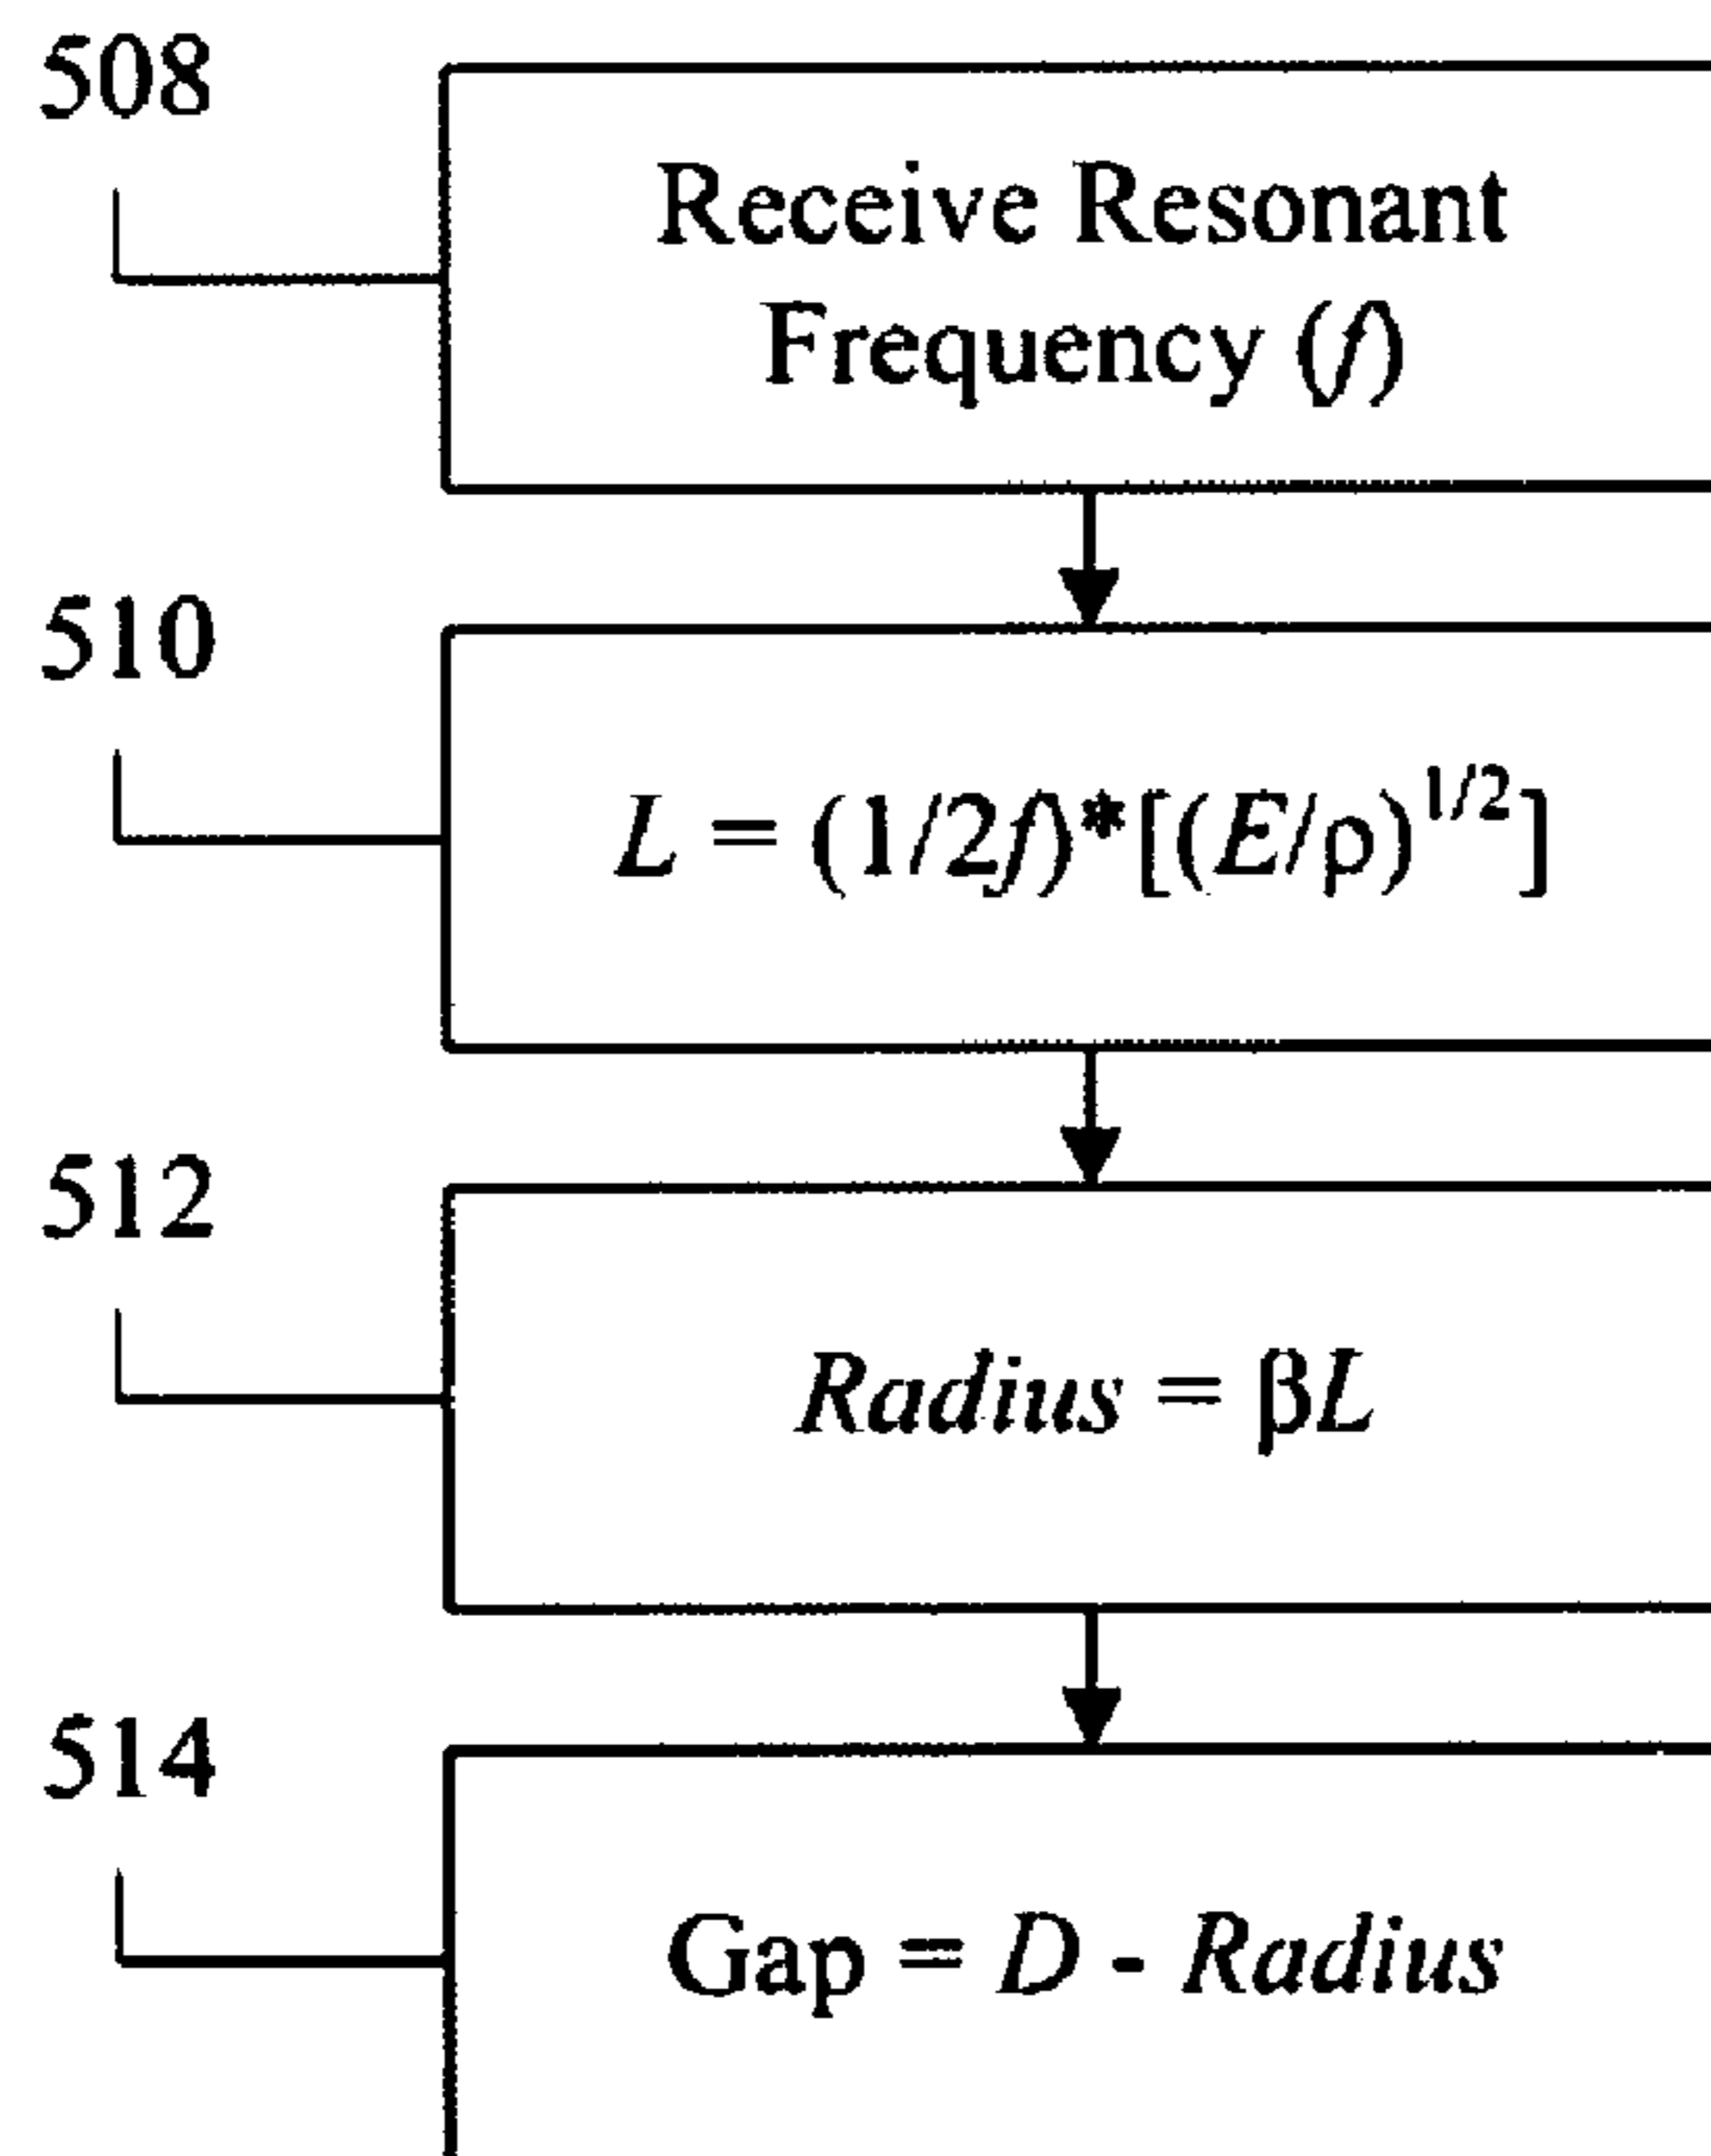 508
Receive Resonant
Frequency (f)
510
L = (1/2f)*[(E/ρ)^1/2]
512
Radius = βL
514
Gap = D - Radius